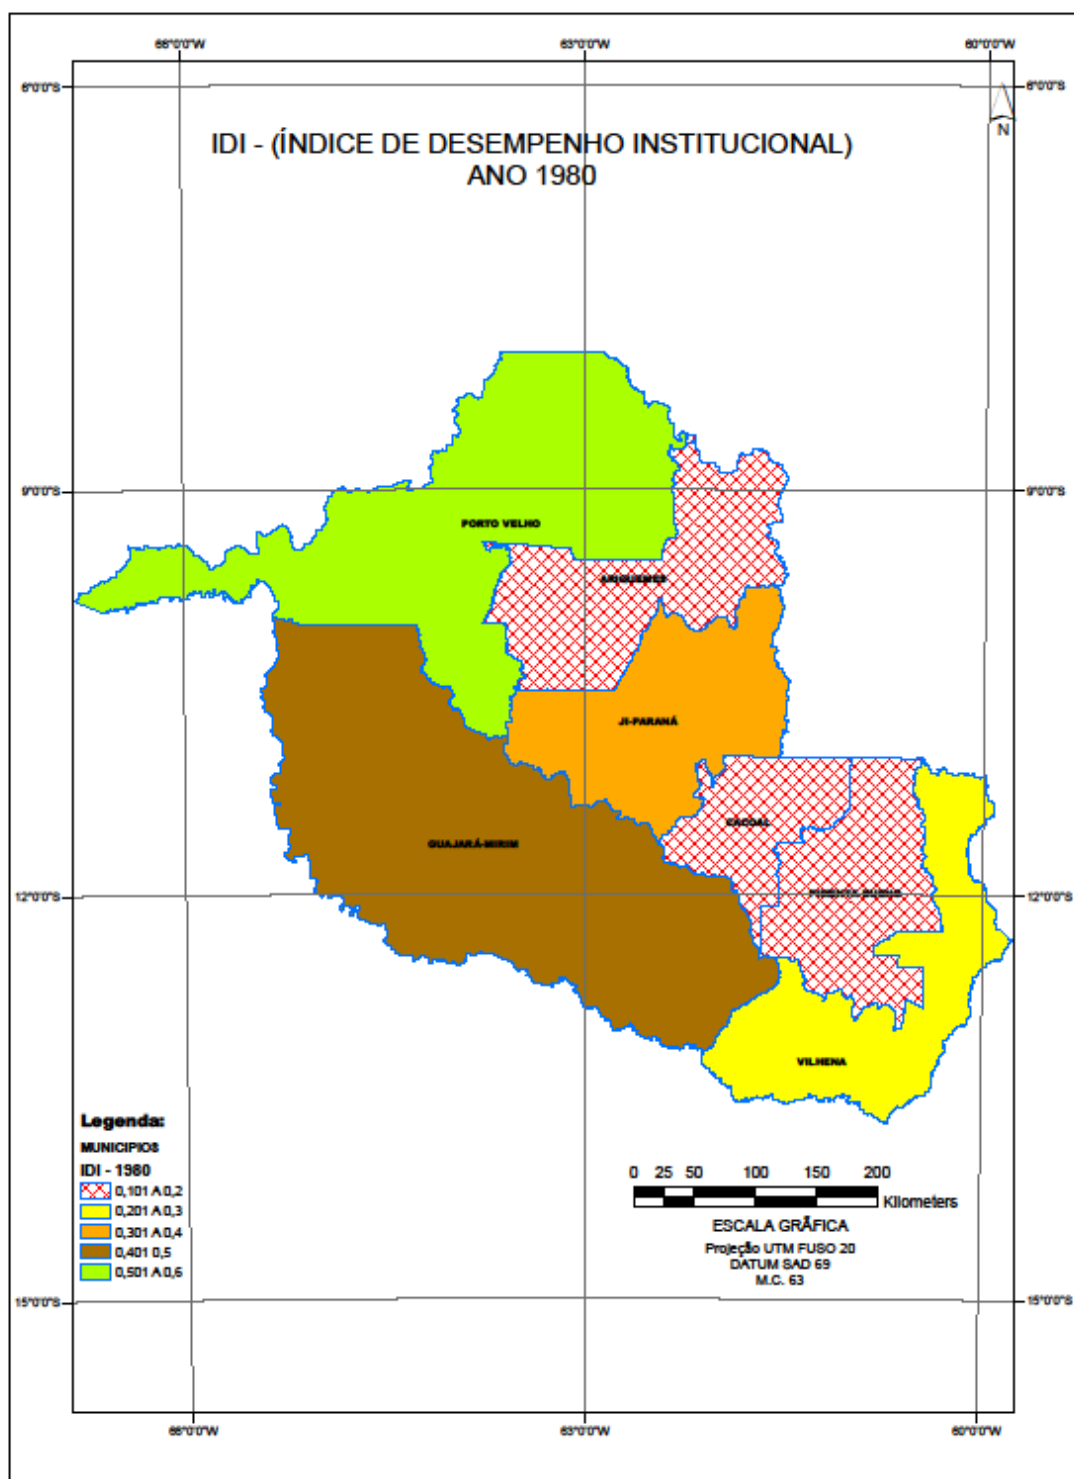 66°0'0"W 63°0'0"W 60°0'0"W
6°0'0"S 6°0'0"S
N
IDI - (ÍNDICE DE DESEMPENHO INSTITUCIONAL)
ANO 1980
9°0'0"S 9°0'0"S
PORTO VELHO
ARIQUEMES
JI-PARANÁ
CACOAL
GUAJARÁ-MIRIM
12°0'0"S PIMENTA BUENO 12°0'0"S
VILHENA
Legenda:
MUNICIPIOS
IDI - 1980
0,101 A 0,2
0,201 A 0,3
0,301 A 0,4
0,401 0,5
0,501 A 0,6
0 25 50 100 150 200
Kilometers
ESCALA GRÃFICA
Projeção UTM FUSO 20
DATUM SAD 69
M.C. 63
15°0'0"S 15°0'0"S
66°0'0"W 63°0'0"W 60°0'0"W